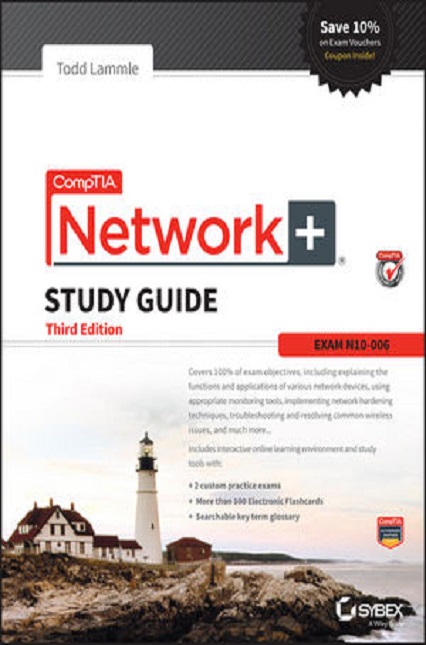 Save 10%
on Exam Vouchers
Coupon Inside!
Todd Lammle
CompTIA
Network+®
STUDY GUIDE
Third Edition
CompTIA
EXAM N10-006
Covers 100% of exam objectives, including explaining the
functions and applications of various network devices, using
appropriate monitoring tools, implementing network hardening
techniques, troubleshooting and resolving common wireless
issues, and much more...
Includes interactive online learning environment and study
tools with:
+ 2 custom practice exams
+ More than 100 Electronic Flashcards
+ Searchable key term glossary
CompTIA
SYBEX
A Wiley